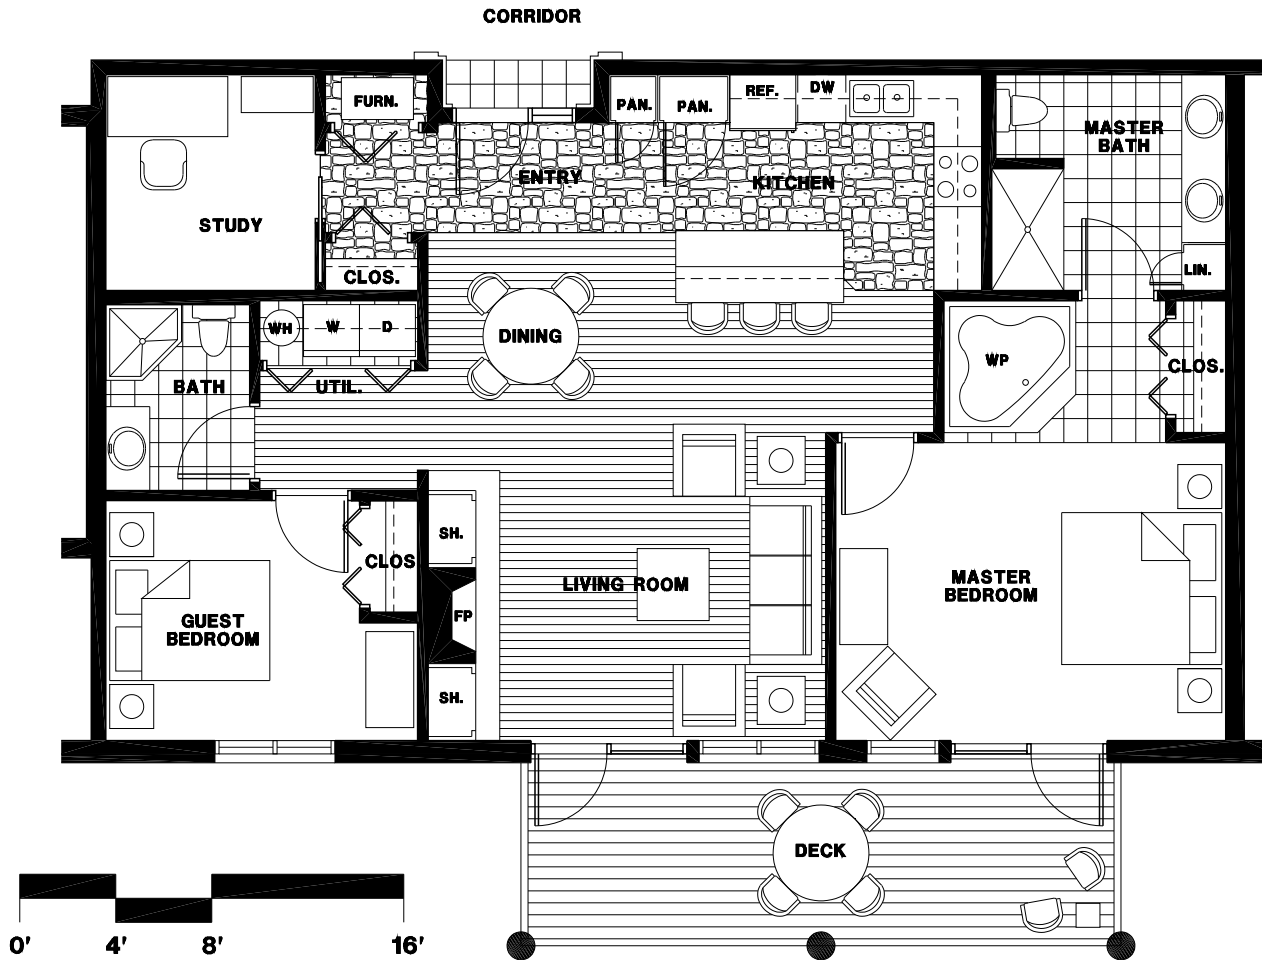 CORRIDOR
FURN.
PAN.
PAN.
REF.
DW
MASTER
BATH
ENTRY
KITCHEN
STUDY
CLOS.
LIN.
WH
W
D
DINING
WP
CLOS.
BATH
UTIL.
SH.
CLOS
LIVING ROOM
MASTER
BEDROOM
GUEST
BEDROOM
FP
SH.
DECK
0' 4' 8' 16'